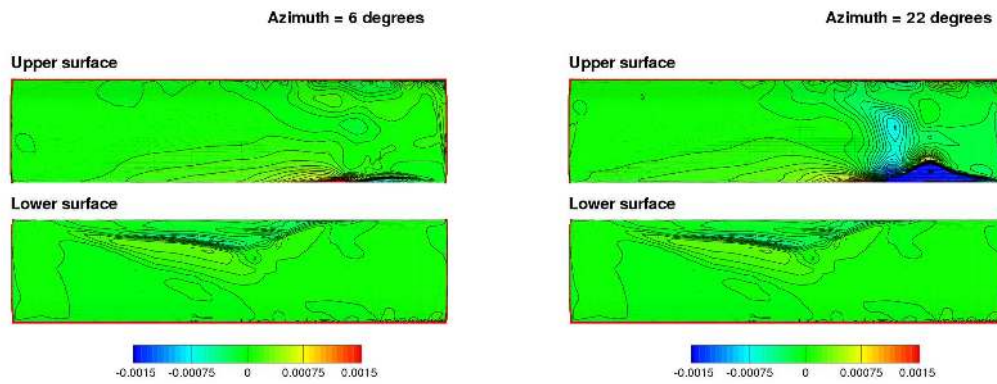 Azimuth = 6 degrees
Upper surface
Lower surface
-0.0015 -0.00075 0 0.00075 0.0015
Azimuth = 22 degrees
Upper surface
Lower surface
-0.0015 -0.00075 0 0.00075 0.0015